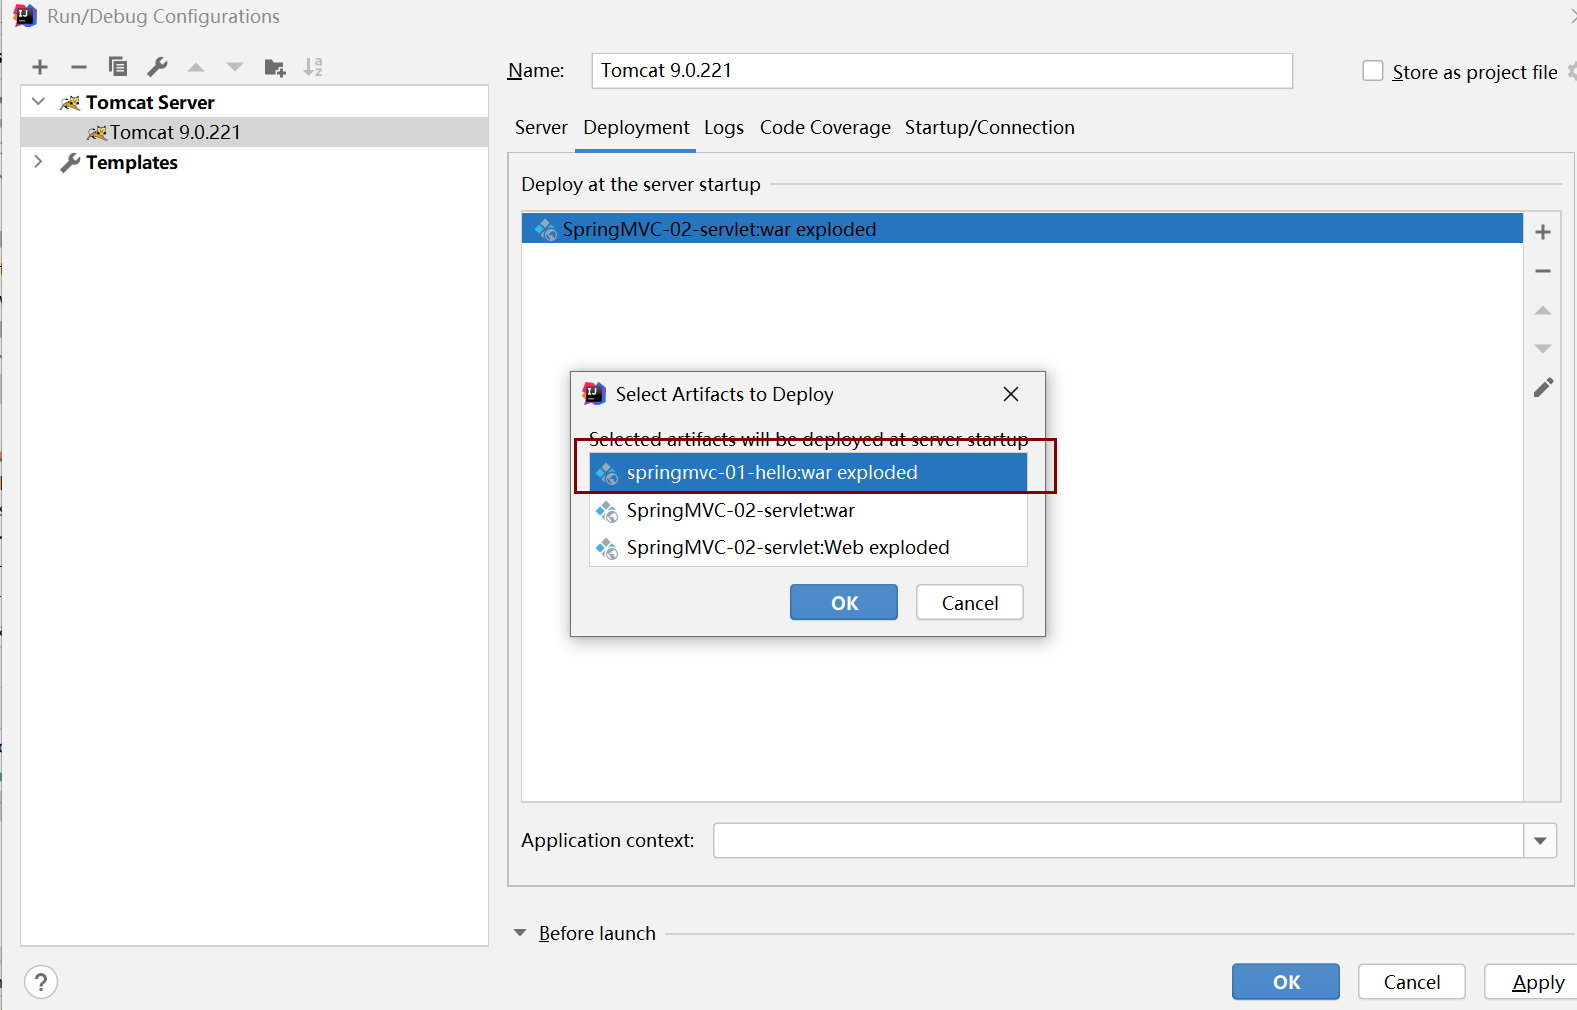 Run/Debug Configurations
Name: Tomcat 9.0.221 Store as project file
Tomcat Server
Tomcat 9.0.221
Templates
Server Deployment Logs Code Coverage Startup/Connection
Deploy at the server startup
SpringMVC-02-servlet:war exploded
Select Artifacts to Deploy
Selected artifacts will be deployed at server startup
springmvc-01-hello:war exploded
SpringMVC-02-servlet:war
SpringMVC-02-servlet:Web exploded
OK Cancel
Application context:
Before launch
? OK Cancel Apply